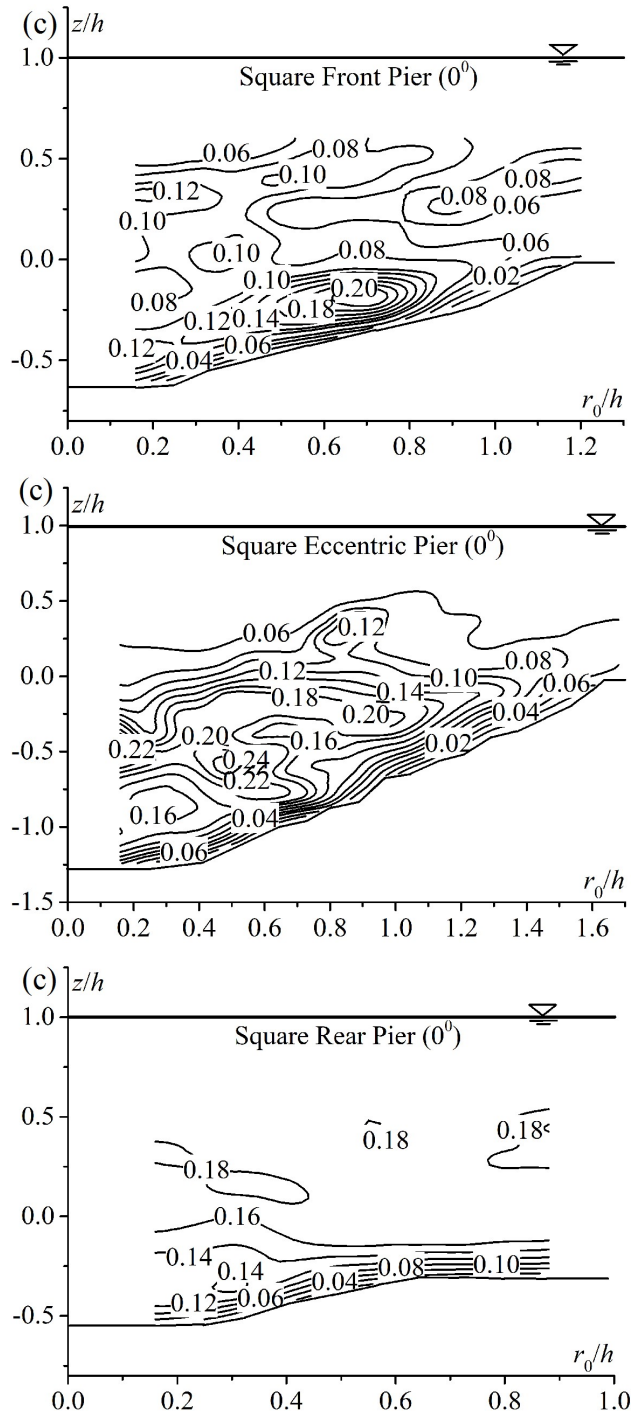 (c) z/h
1.0
Square Front Pier (0⁰)
0.06 0.08
0.5
0.10
0.12 0.08 0.08
0.10 0.06
0.10 0.08 0.06
0.0
0.10 0.02
0.08 0.20
0.18
0.12 0.14
0.12 0.04 0.06
-0.5
r₀/h
0.0 0.2 0.4 0.6 0.8 1.0 1.2
(c) z/h
1.0
Square Eccentric Pier (0⁰)
0.5
0.06 0.12
0.08
0.0
0.12 0.10 0.06
0.18 0.14
0.20 0.04
0.22 0.20 0.16 0.02
-0.5
0.24
0.22
0.16 0.04
-1.0
0.06
r₀/h
-1.5
0.0 0.2 0.4 0.6 0.8 1.0 1.2 1.4 1.6
(c) z/h
1.0
Square Rear Pier (0⁰)
0.5
0.18 0.18
0.18
0.0
0.16
0.14
0.14 0.04 0.08 0.10
0.12 0.06
-0.5
r₀/h
0.0 0.2 0.4 0.6 0.8 1.0